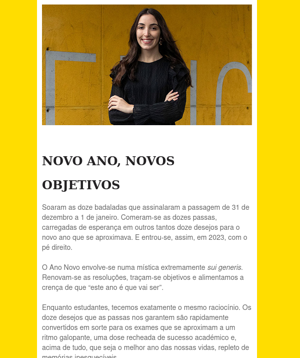 NOVO ANO, NOVOS
OBJETIVOS
Soaram as doze badaladas que assinalaram a passagem de 31 de
dezembro a 1 de janeiro. Comeram-se as dozes passas,
carregadas de esperança em outros tantos doze desejos para o
novo ano que se aproximava. E entrou-se, assim, em 2023, com o
pé direito.
O Ano Novo envolve-se numa mística extremamente sui generis.
Renovam-se as resoluções, traçam-se objetivos e alimentamos a
crença de que “este ano é que vai ser”.
Enquanto estudantes, tecemos exatamente o mesmo raciocínio. Os
doze desejos que as passas nos garantem são rapidamente
convertidos em sorte para os exames que se aproximam a um
ritmo galopante, uma dose recheada de sucesso académico e,
acima de tudo, que seja o melhor ano das nossas vidas, repleto de
memórias inesquecíveis